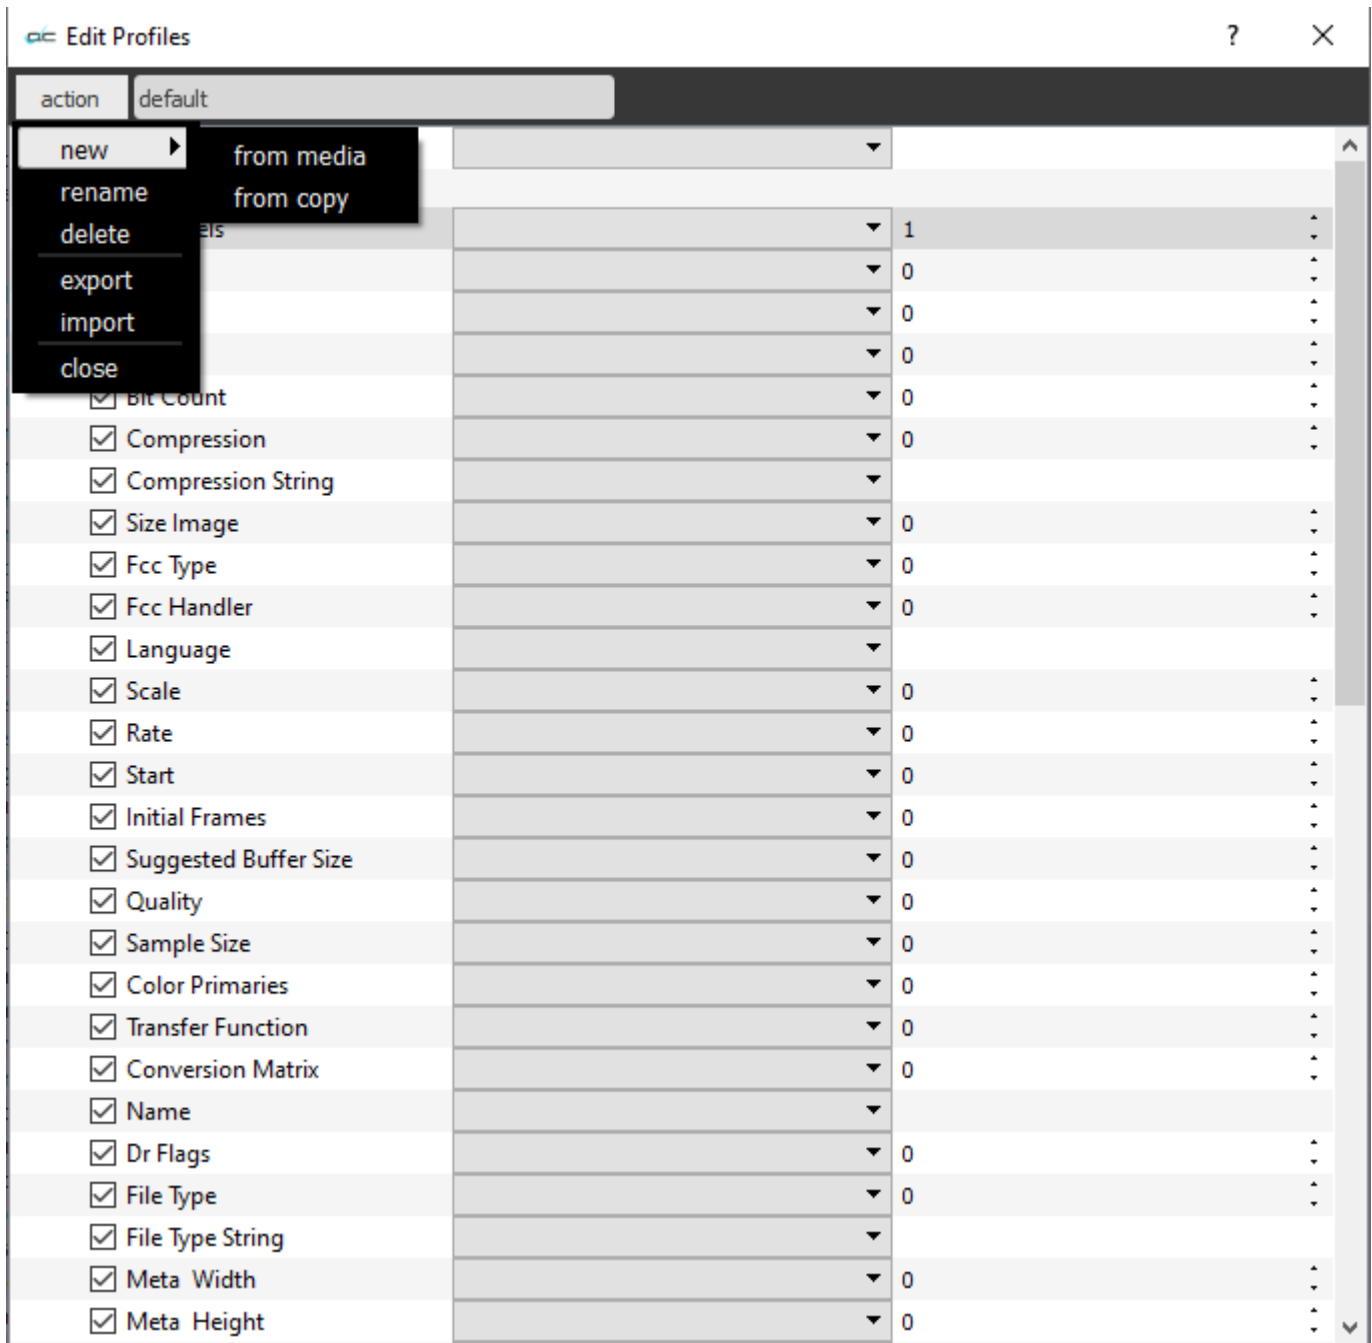 Edit Profiles ?
action default
new from media
rename from copy
delete els 1
export 0
import 0
close 0
Bit Count 0
Compression 0
Compression String
Size Image 0
Fcc Type 0
Fcc Handler 0
Language
Scale 0
Rate 0
Start 0
Initial Frames 0
Suggested Buffer Size 0
Quality 0
Sample Size 0
Color Primaries 0
Transfer Function 0
Conversion Matrix 0
Name
Dr Flags 0
File Type 0
File Type String
Meta Width 0
Meta Height 0